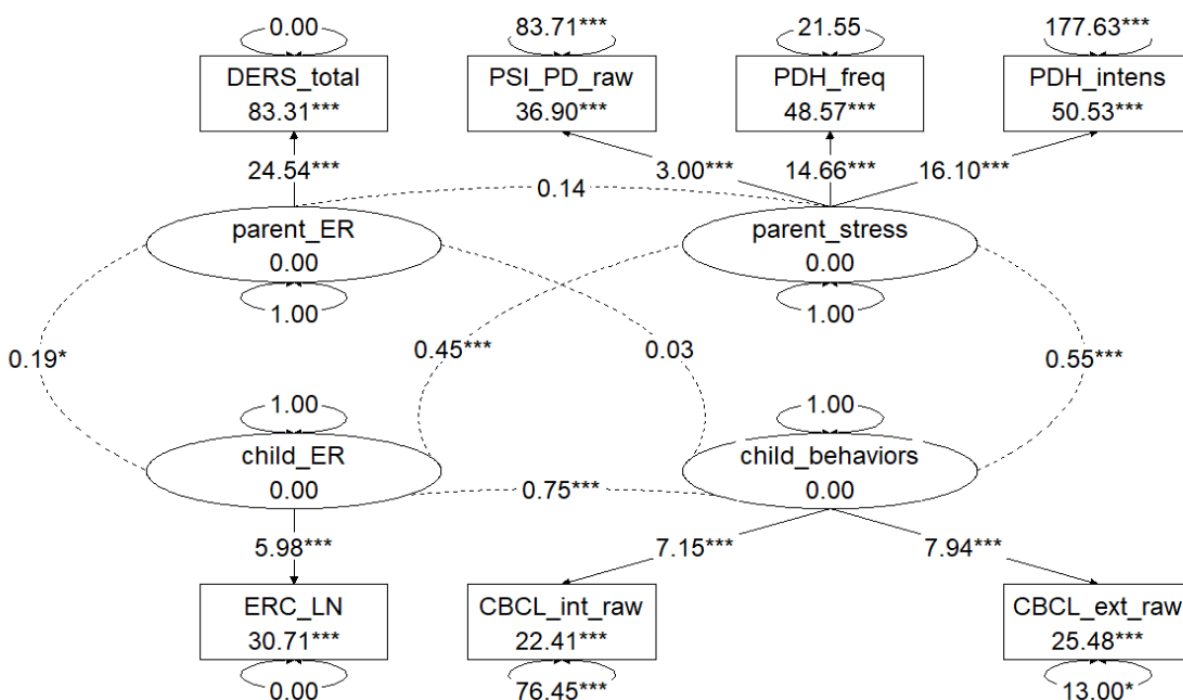 0.00 83.71*** 21.55 177.63***
DERS_total PSI_PD_raw PDH_freq PDH_intens
83.31*** 36.90*** 48.57*** 50.53***
24.54*** 3.00*** 14.66*** 16.10***
0.14
parent_ER parent_stress
0.00 0.00
1.00 1.00
0.19* 0.45*** 0.03 0.55***
1.00 1.00
child_ER child_behaviors
0.00 0.00
0.75***
5.98*** 7.15*** 7.94***
ERC_LN CBCL_int_raw CBCL_ext_raw
30.71*** 22.41*** 25.48***
0.00 76.45*** 13.00*